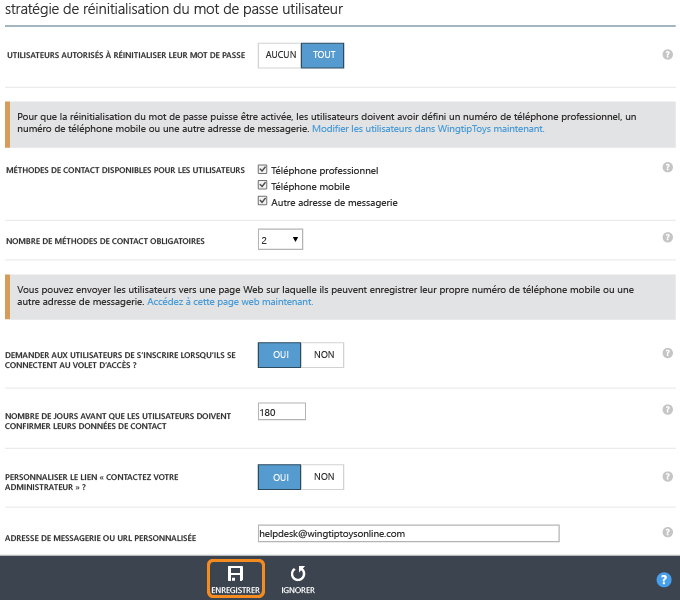 stratégie de réinitialisation du mot de passe utilisateur
UTILISATEURS AUTORISÉS À RÉINITIALISER LEUR MOT DE PASSE
AUCUN TOUT
?
Pour que la réinitialisation du mot de passe puisse être activée, les utilisateurs doivent avoir défini un numéro de téléphone professionnel, un
numéro de téléphone mobile ou une autre adresse de messagerie. Modifier les utilisateurs dans WingtipToys maintenant.
MÉTHODES DE CONTACT DISPONIBLES POUR LES UTILISATEURS
?
Téléphone professionnel
Téléphone mobile
Autre adresse de messagerie
NOMBRE DE MÉTHODES DE CONTACT OBLIGATOIRES
2
?
Vous pouvez envoyer les utilisateurs vers une page Web sur laquelle ils peuvent enregistrer leur propre numéro de téléphone mobile ou une
autre adresse de messagerie. Accédez à cette page web maintenant.
DEMANDER AUX UTILISATEURS DE S'INSCRIRE LORSQU'ILS SE
CONNECTENT AU VOLET D'ACCÈS ?
OUI NON
?
NOMBRE DE JOURS AVANT QUE LES UTILISATEURS DOIVENT
CONFIRMER LEURS DONNÉES DE CONTACT
180
?
PERSONNALISER LE LIEN « CONTACTEZ VOTRE
ADMINISTRATEUR » ?
OUI NON
?
ADRESSE DE MESSAGERIE OU URL PERSONNALISÉE
helpdesk@wingtiptoysonline.com
?
ENREGISTRER IGNORER
?